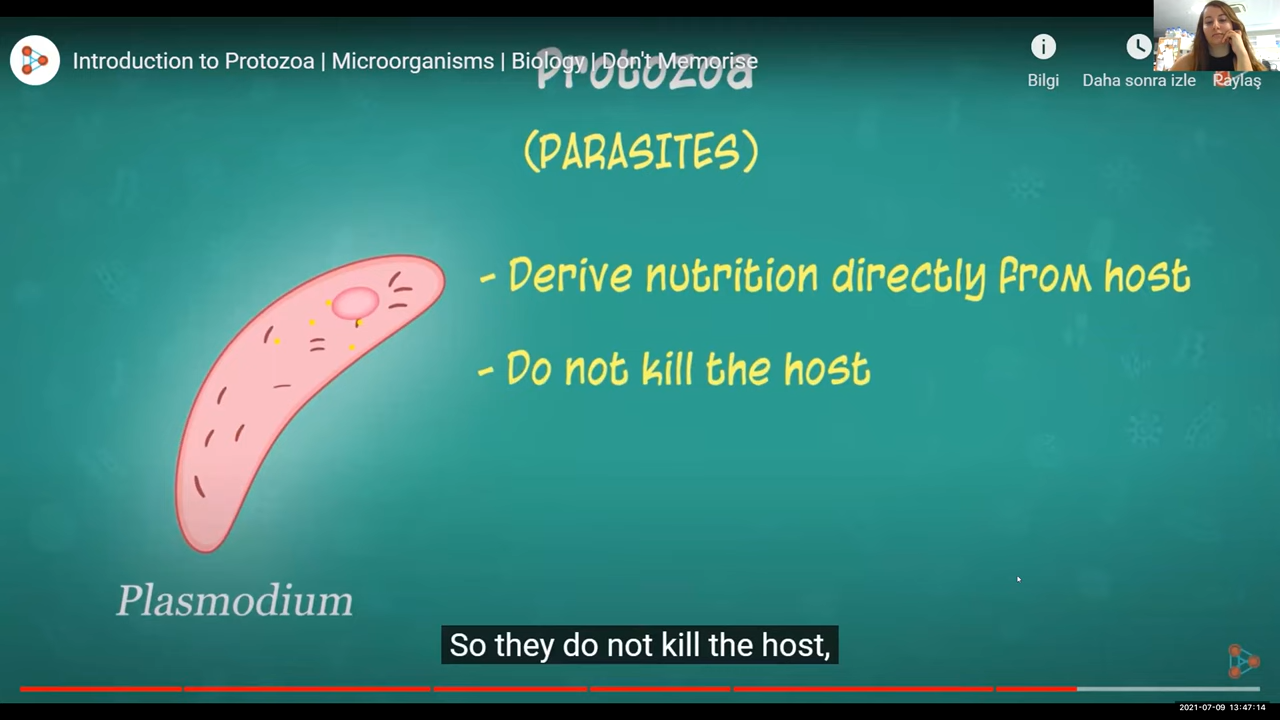 Introduction to Protozoa | Microorganisms | Biology | Don't Memorise
Protozoa
Bilgi
Daha sonra izle
Paylaş
(PARASITES)
- Derive nutrition directly from host
- Do not kill the host
Plasmodium
So they do not kill the host,
2021-07-09 13:47:14